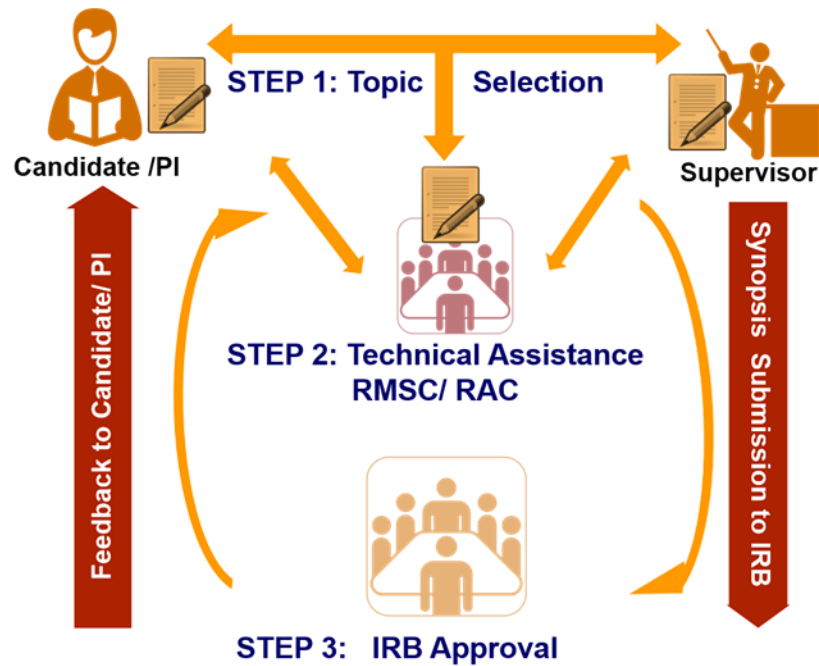 STEP 1: Topic Selection
Candidate /PI
Supervisor
STEP 2: Technical Assistance
RMSC/ RAC
Feedback to Candidate/ PI
Synopsis Submission to IRB
STEP 3: IRB Approval